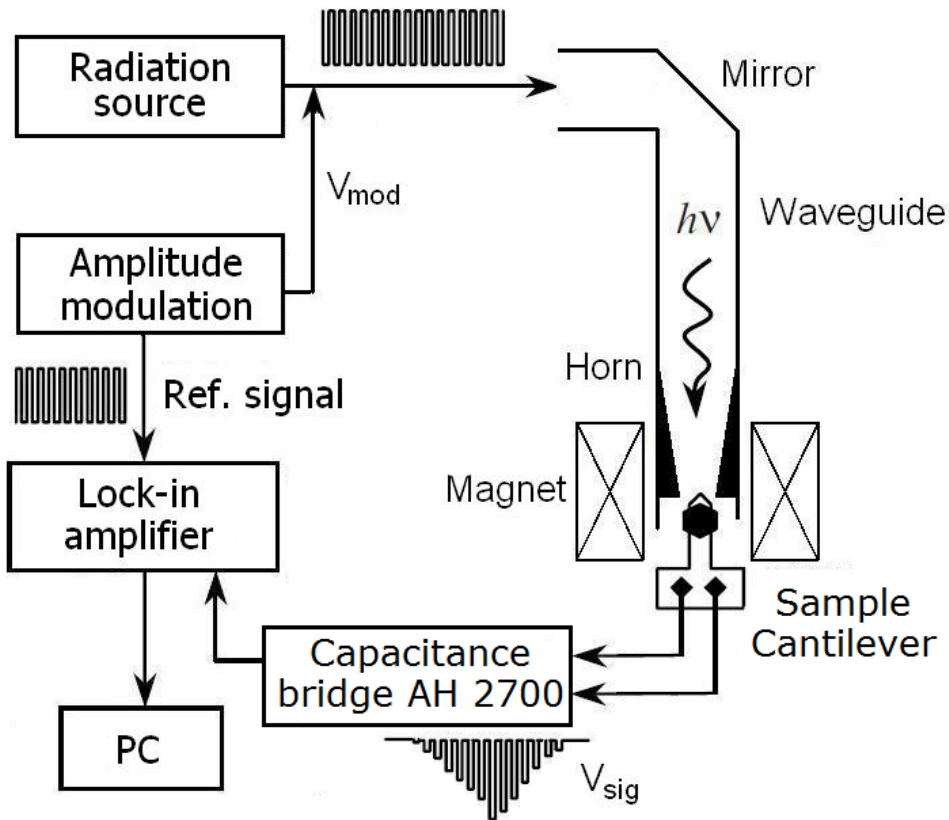 Radiation
source
Mirror
V_mod
Waveguide
hν
Amplitude
modulation
Horn
Ref. signal
Magnet
Lock-in
amplifier
Sample
Cantilever
Capacitance
bridge AH 2700
PC
V_sig